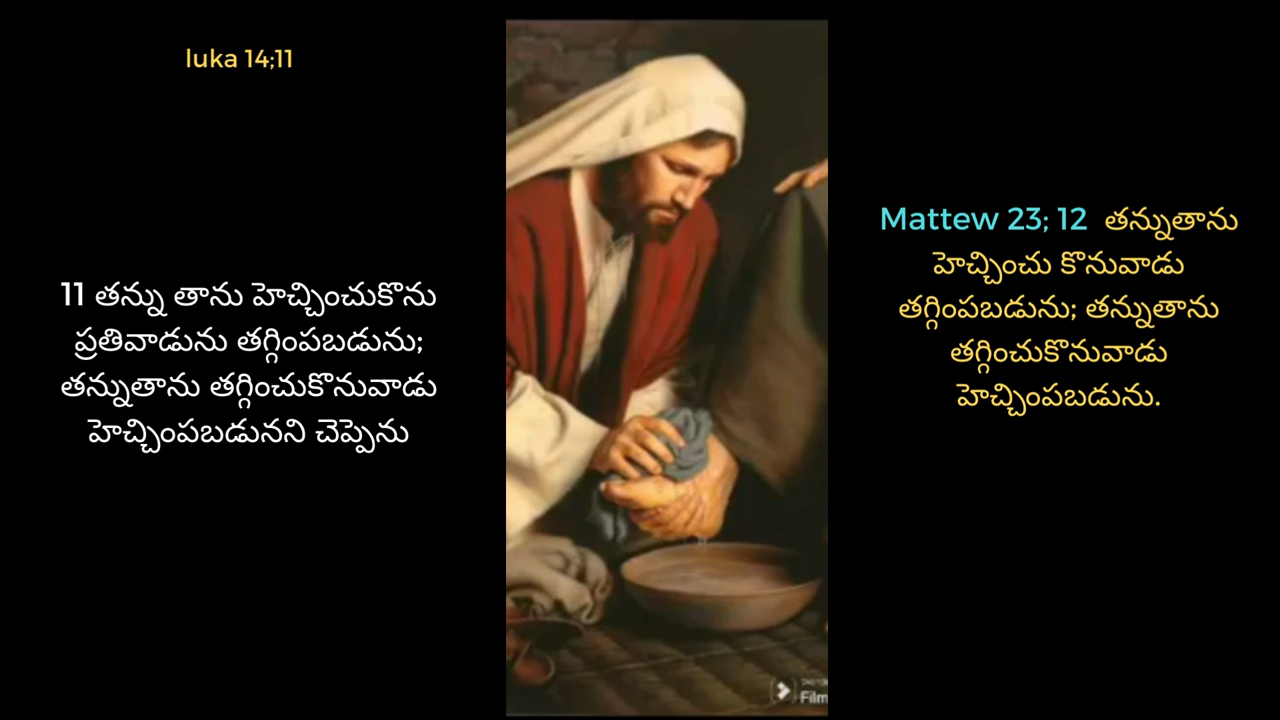 luka 14;11
11 తన్ను తాను హెచ్చించుకొను
ప్రతివాడును తగ్గింపబడును;
తన్నుతాను తగ్గించుకొనువాడు
హెచ్చింపబడునని చెప్పెను
Mattew 23; 12 తన్నుతాను
హెచ్చించు కొనువాడు
తగ్గింపబడును; తన్నుతాను
తగ్గించుకొనువాడు
హెచ్చింపబడును.
Film